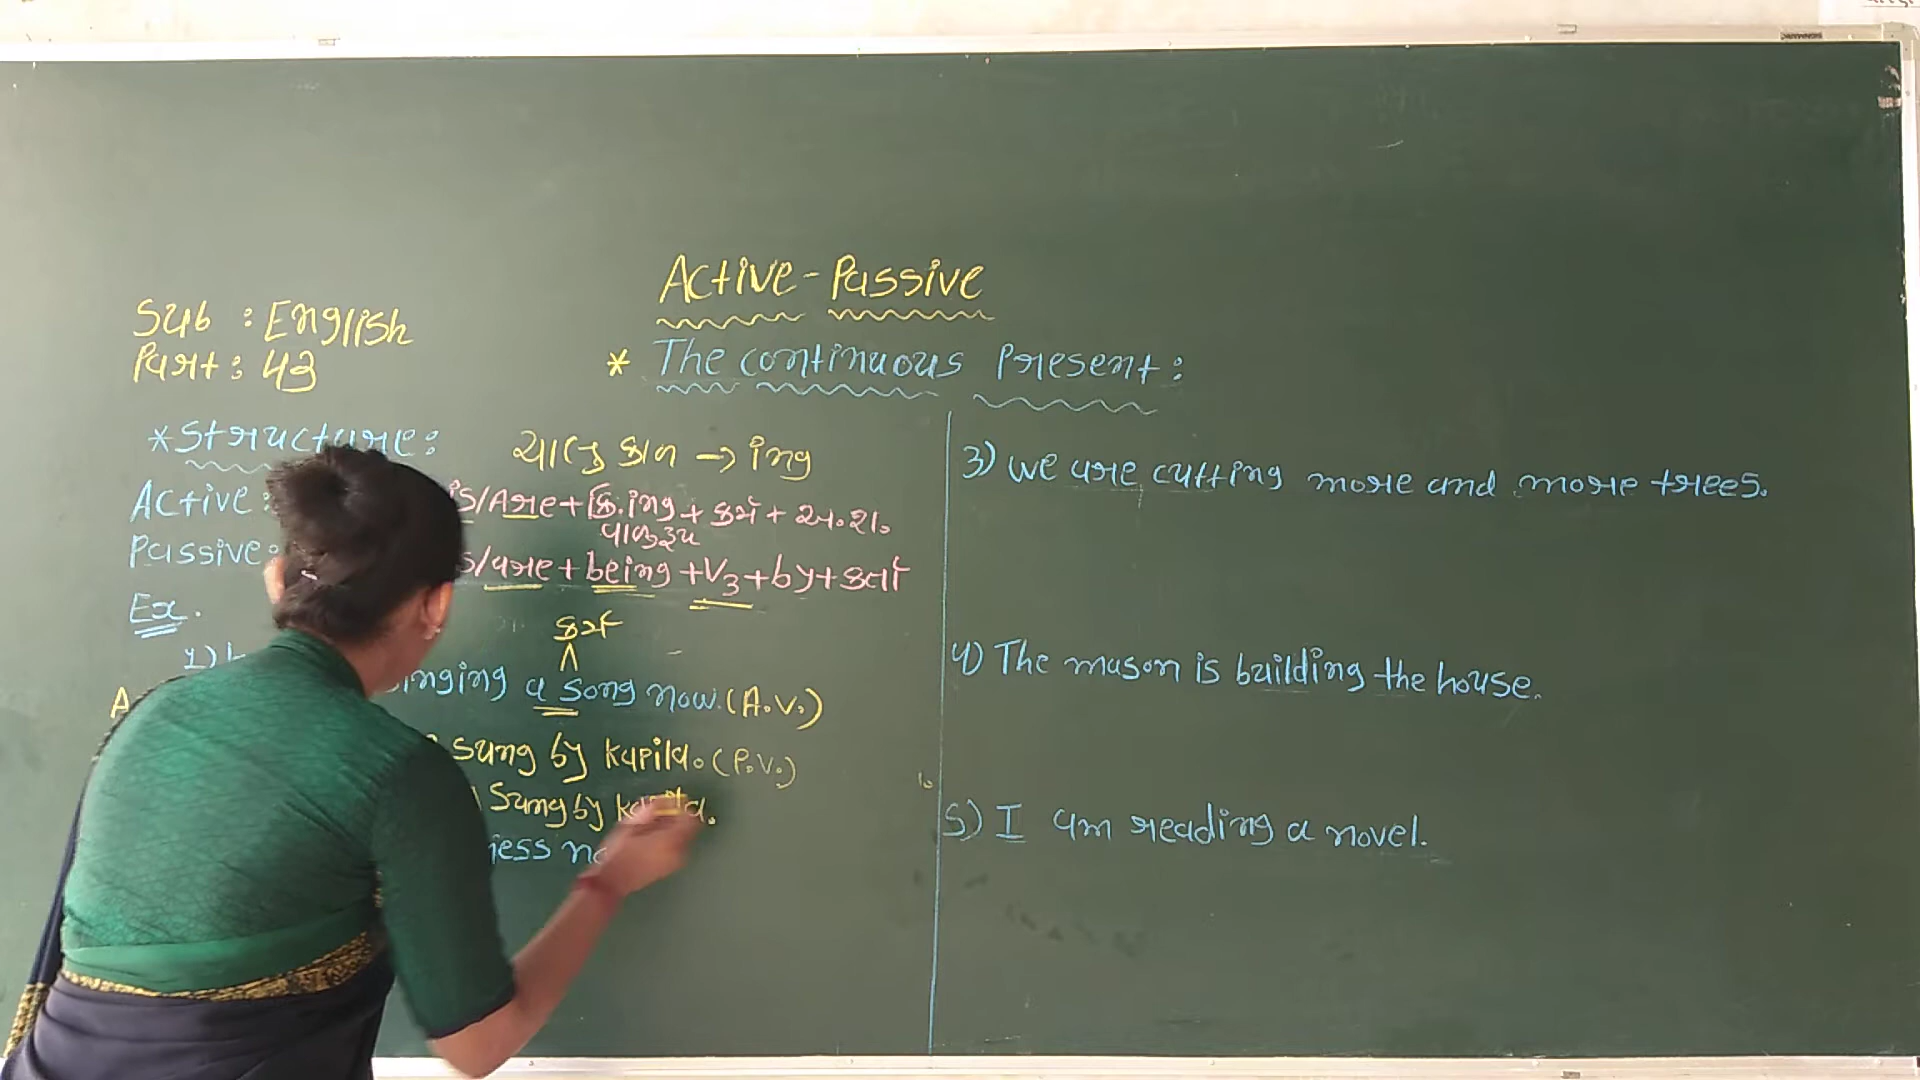 Active-Passive
Sub : English
Part : 43
* The continuous Present :
* Structure :
ચાલુ કાળ → ing
Active : is/Are + ક્રિ.ing + કર્મ + અ.શ.
Passive : /are + being + V3 + by + કર્તા
Ex.
કર્મ
1)
singing a song now. (A.V.)
A
sung by Kapila. (P.V.)
sung by
3) We are cutting more and more trees.
4) The mason is building the house.
5) I am reading a novel.